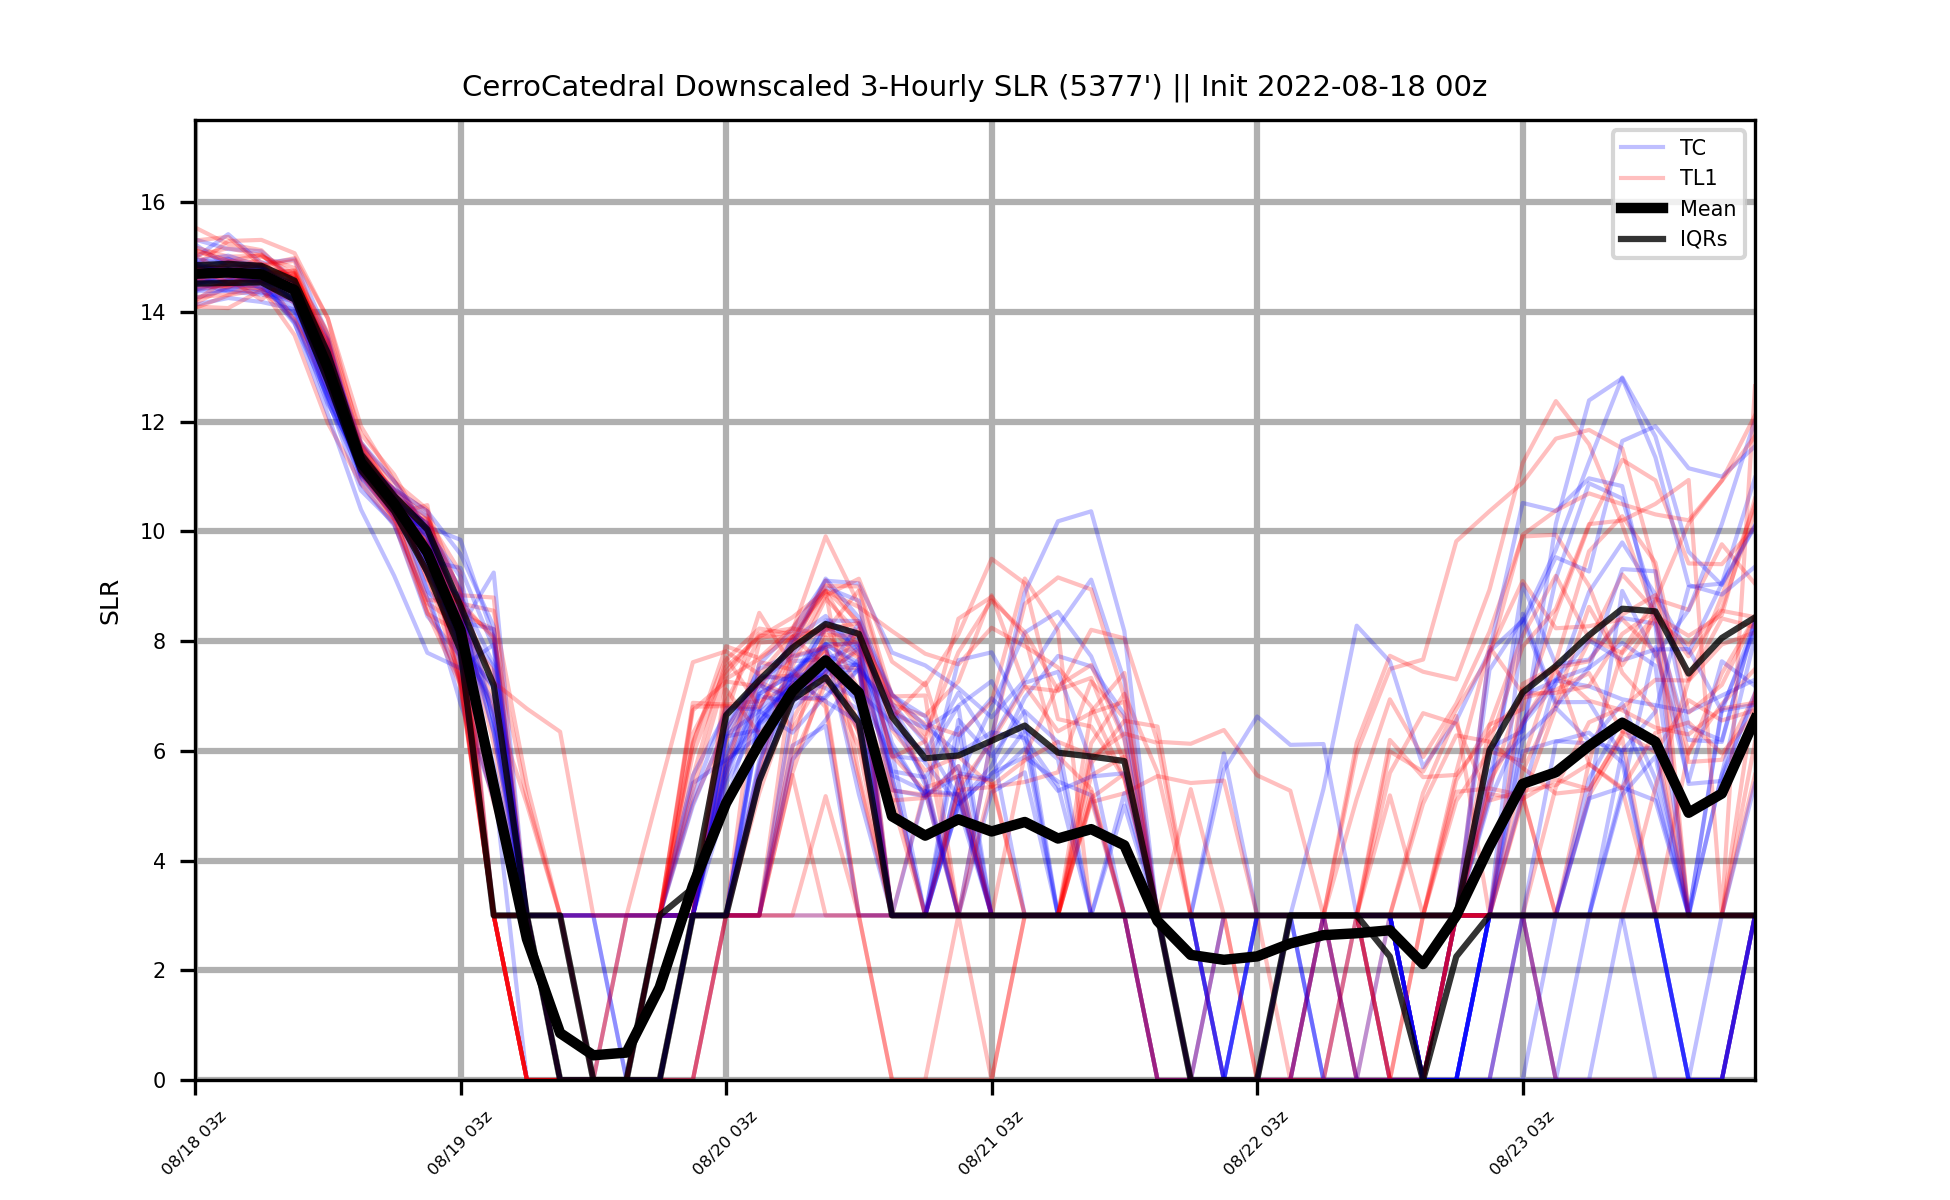 CerroCatedral Downscaled 3-Hourly SLR (5377') || Init 2022-08-18 00z
TC
TL1
Mean
IQRs
SLR
16
14
12
10
8
6
4
2
0
08/18 03z
08/19 03z
08/20 03z
08/21 03z
08/22 03z
08/23 03z